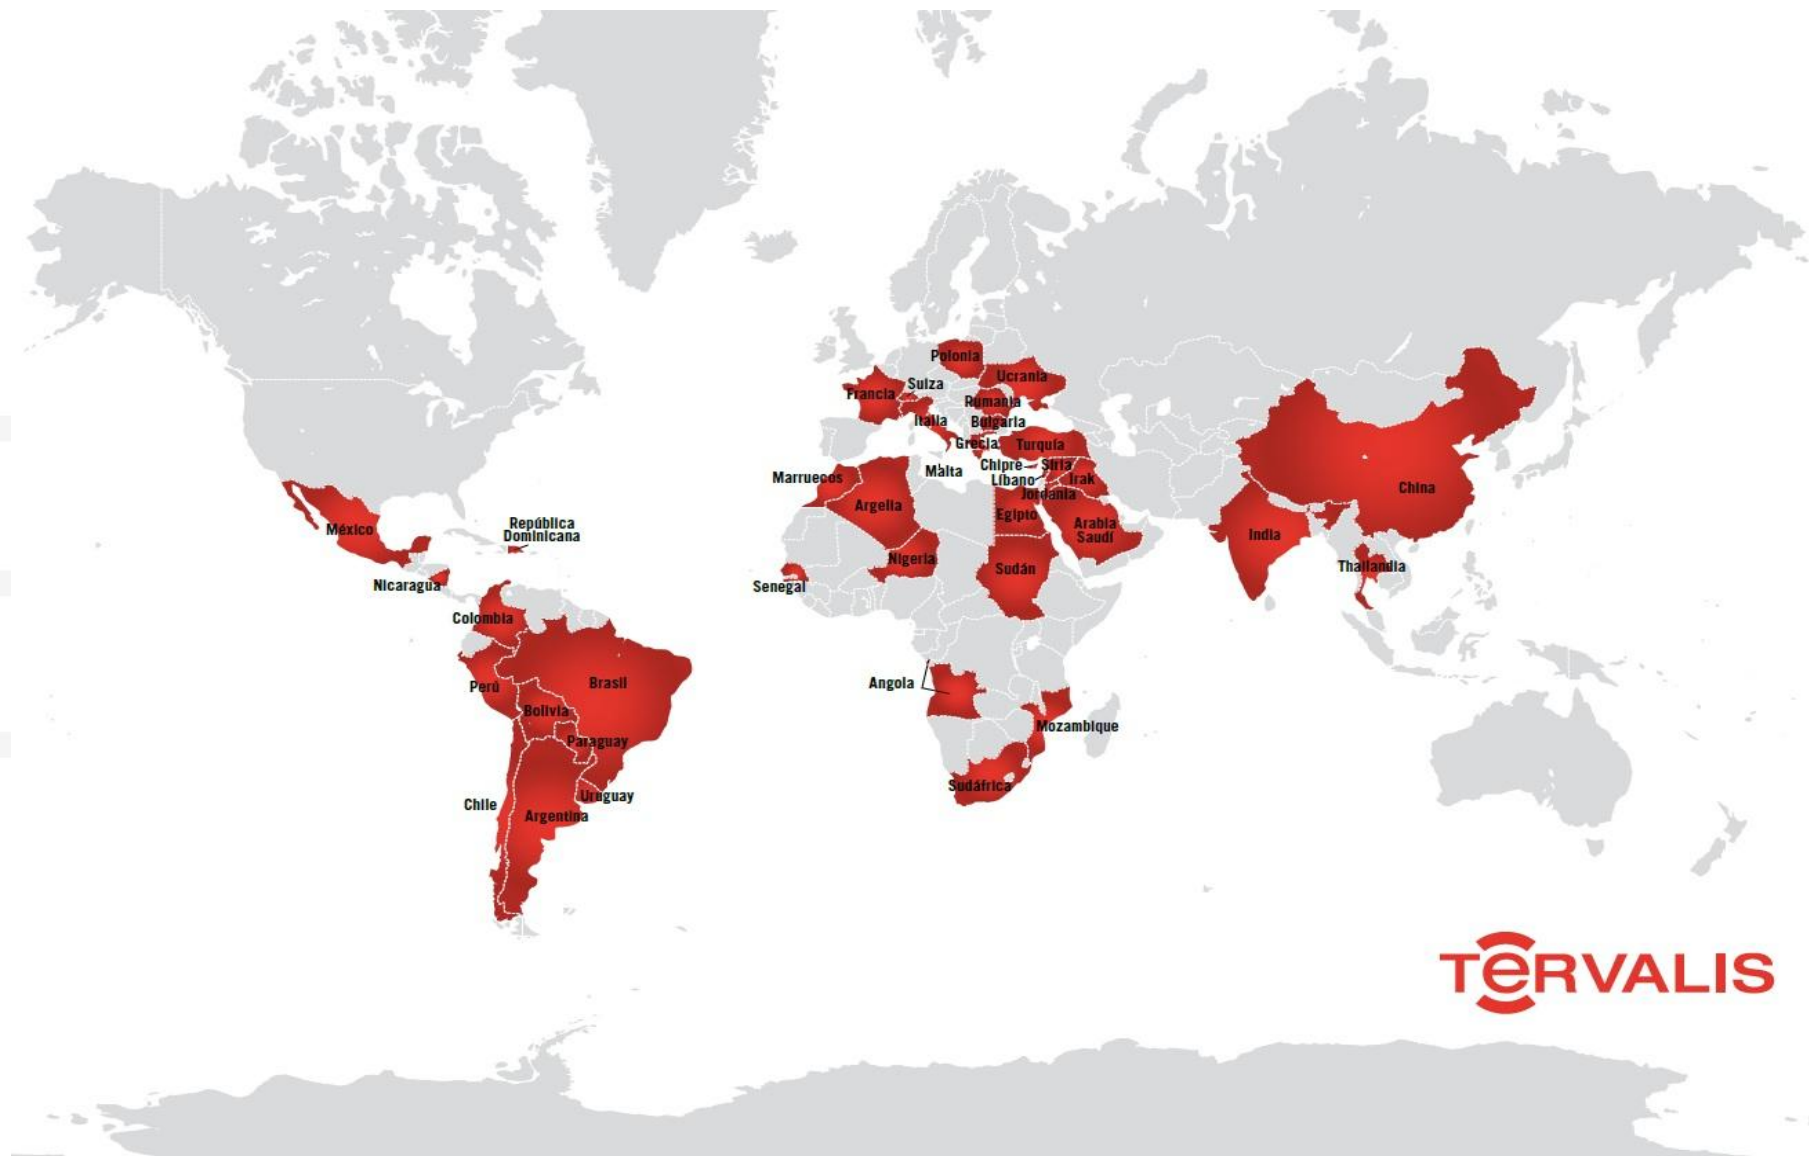 Polonia
Ucrania
Suiza
Francia
Rumanía
Italia
Bulgaria
Grecia
Turquía
Malta
Chipre
Siria
Líbano
Irak
Jordania
Marruecos
Argelia
Egipto
Arabia
Saudí
China
India
Thailandia
México
República
Dominicana
Nicaragua
Nigeria
Sudán
Senegal
Colombia
Perú
Brasil
Bolivia
Paraguay
Angola
Mozambique
Sudáfrica
Chile
Uruguay
Argentina
TERVALIS